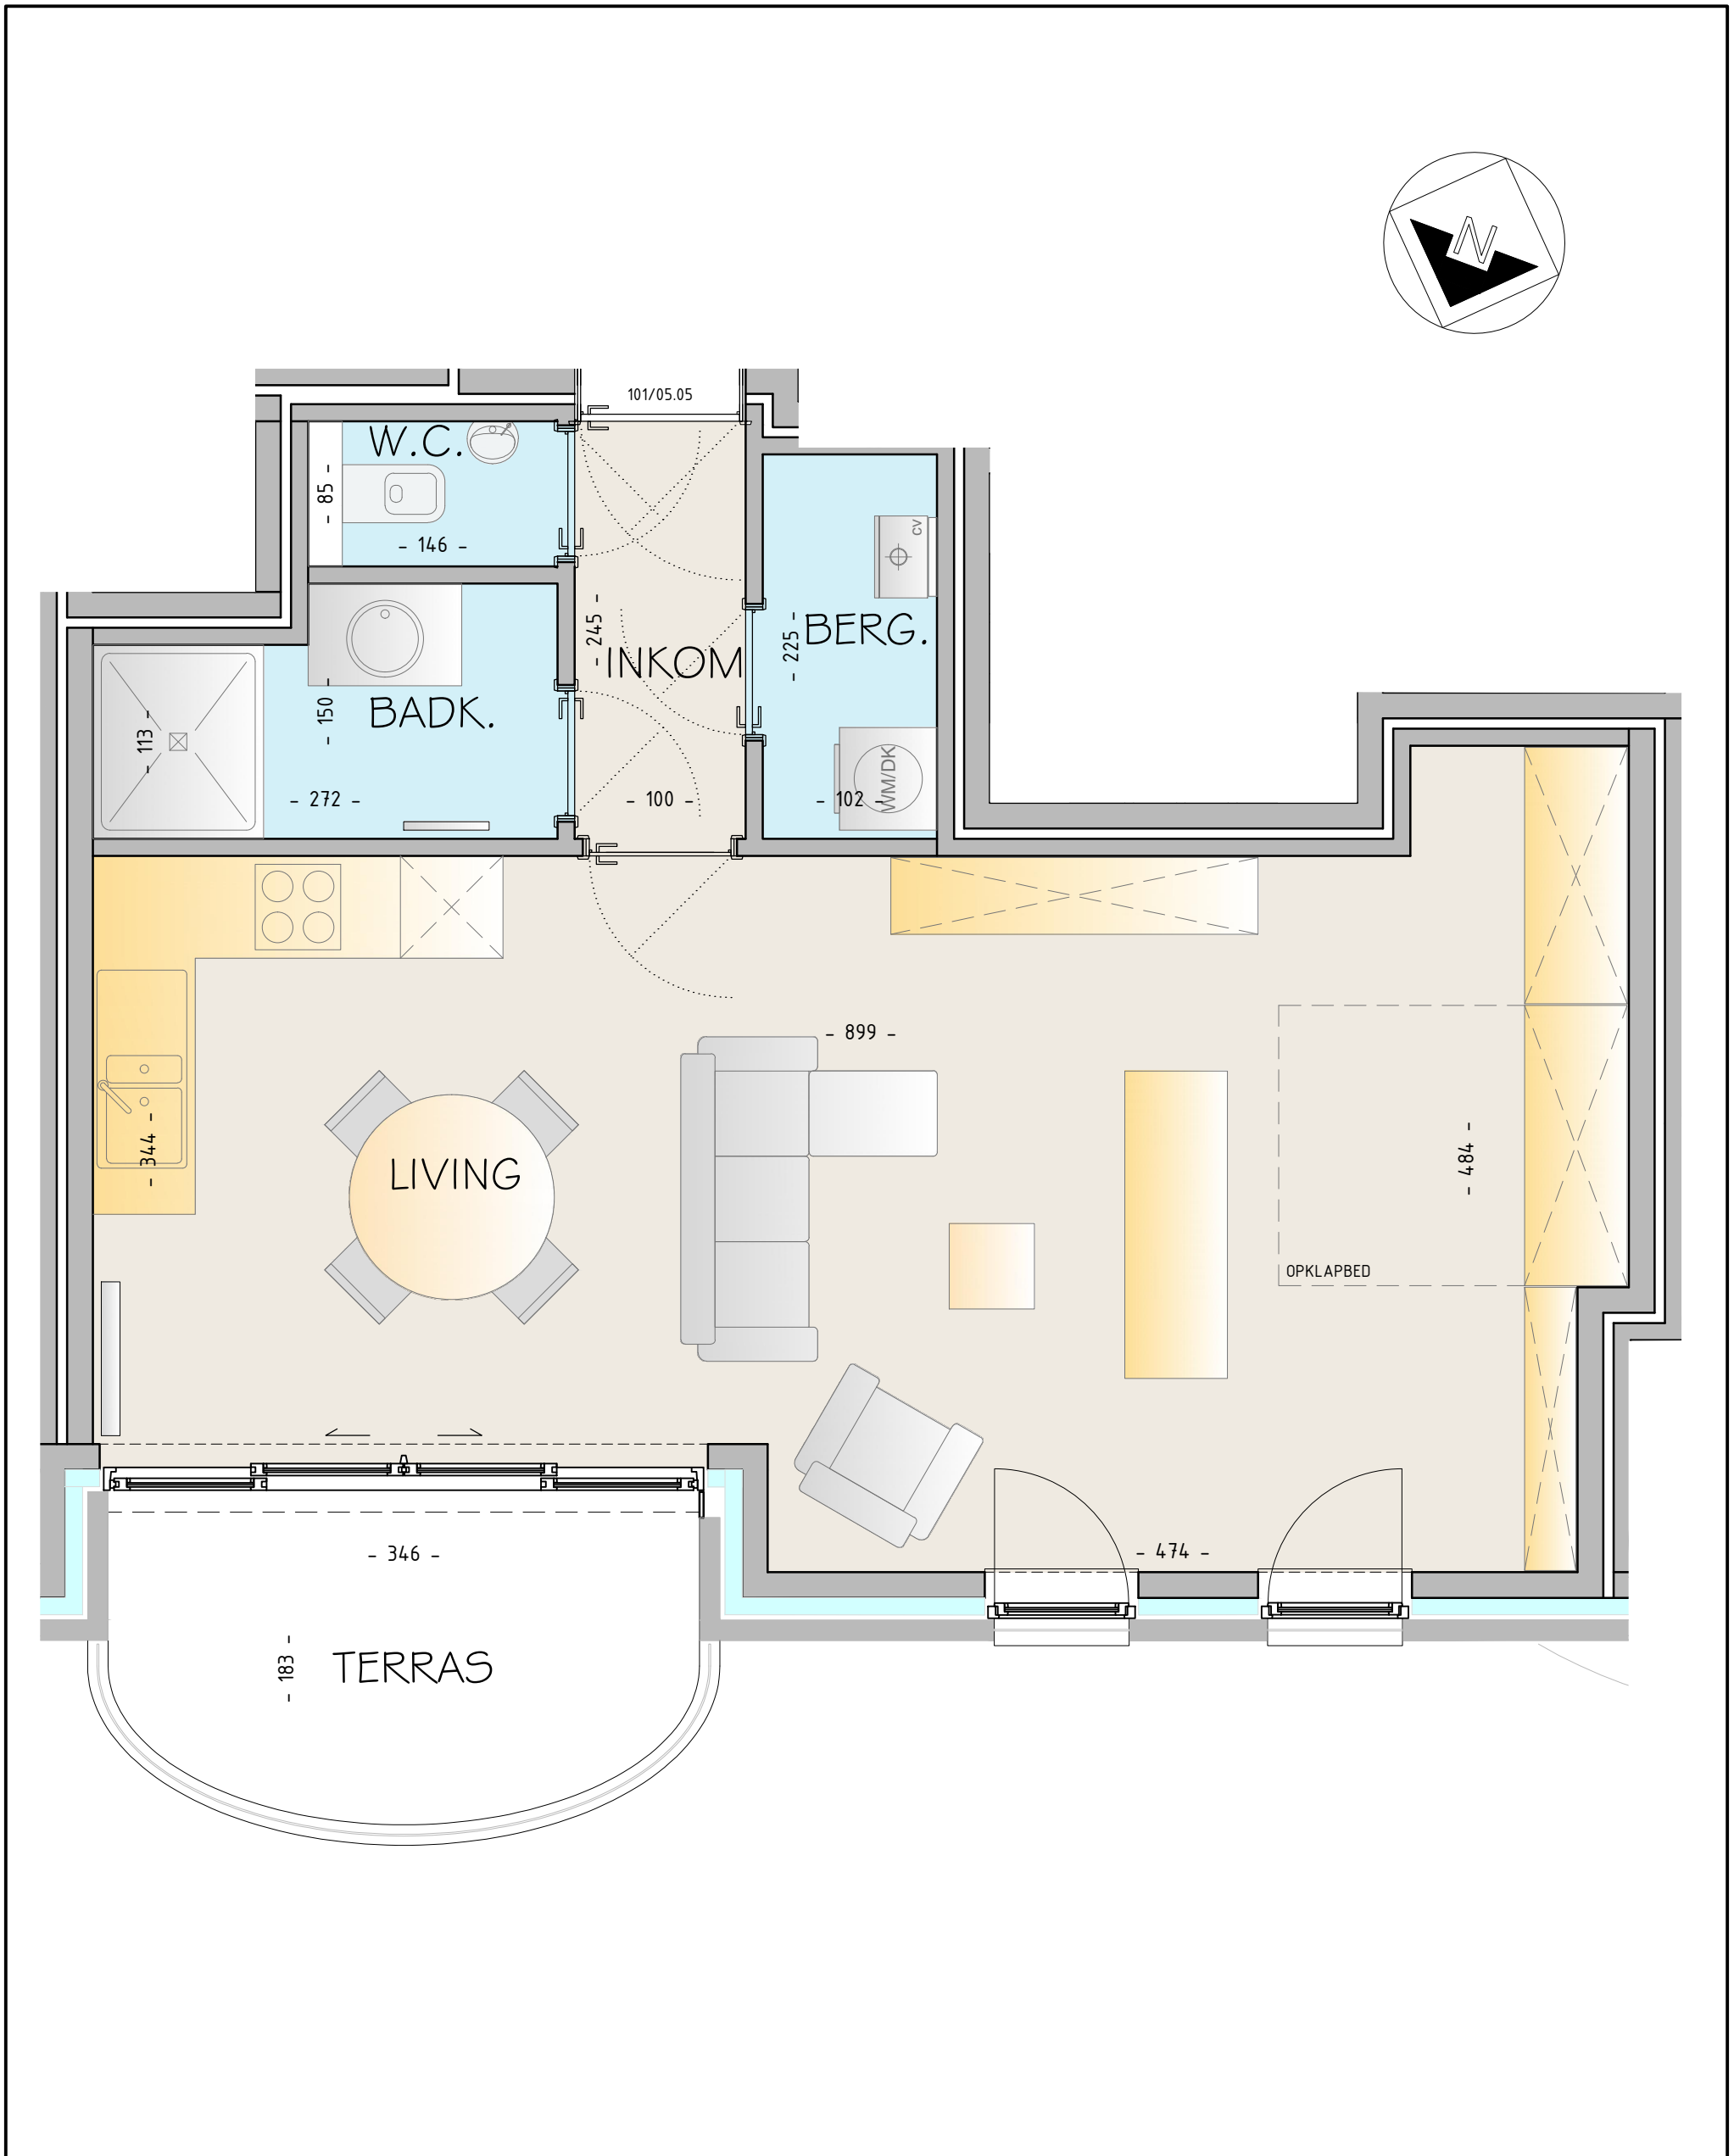 N
101/05.05
W.C.
- 85 -
- 146 -
CV
- 245 -
- 225 -
BERG.
INKOM
- 150 -
BADK.
- 113 -
WM/DK
- 272 -
- 100 -
- 102 -
- 899 -
- 344 -
LIVING
- 484 -
OPKLAPBED
- 346 -
- 474 -
- 183 -
TERRAS